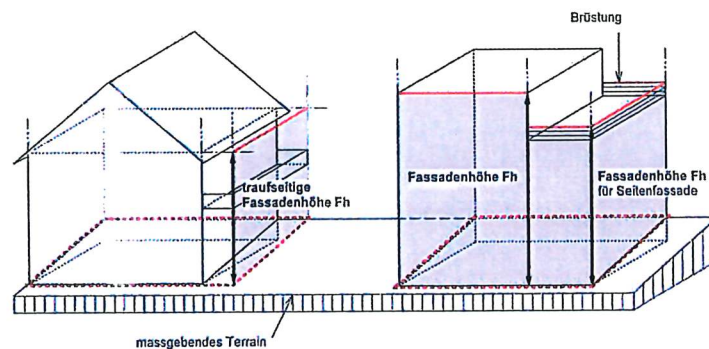 Brüstung
traufseitige
Fassadenhöhe Fh
Fassadenhöhe Fh
Fassadenhöhe Fh
für Seitenfassade
massgebendes Terrain